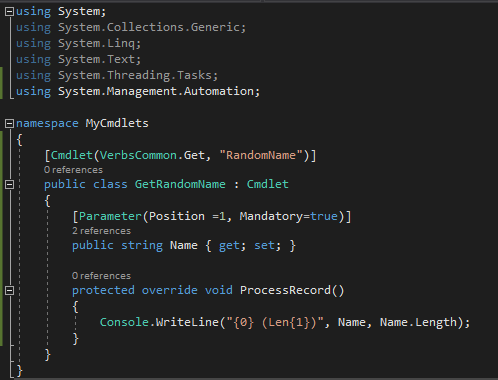 using System;
using System.Collections.Generic;
using System.Linq;
using System.Text;
using System.Threading.Tasks;
using System.Management.Automation;
namespace MyCmdlets
{
[Cmdlet(VerbsCommon.Get, "RandomName")]
0 references
public class GetRandomName : Cmdlet
{
[Parameter(Position =1, Mandatory=true)]
2 references
public string Name { get; set; }
0 references
protected override void ProcessRecord()
{
Console.WriteLine("{0} (Len{1})", Name, Name.Length);
}
}
}